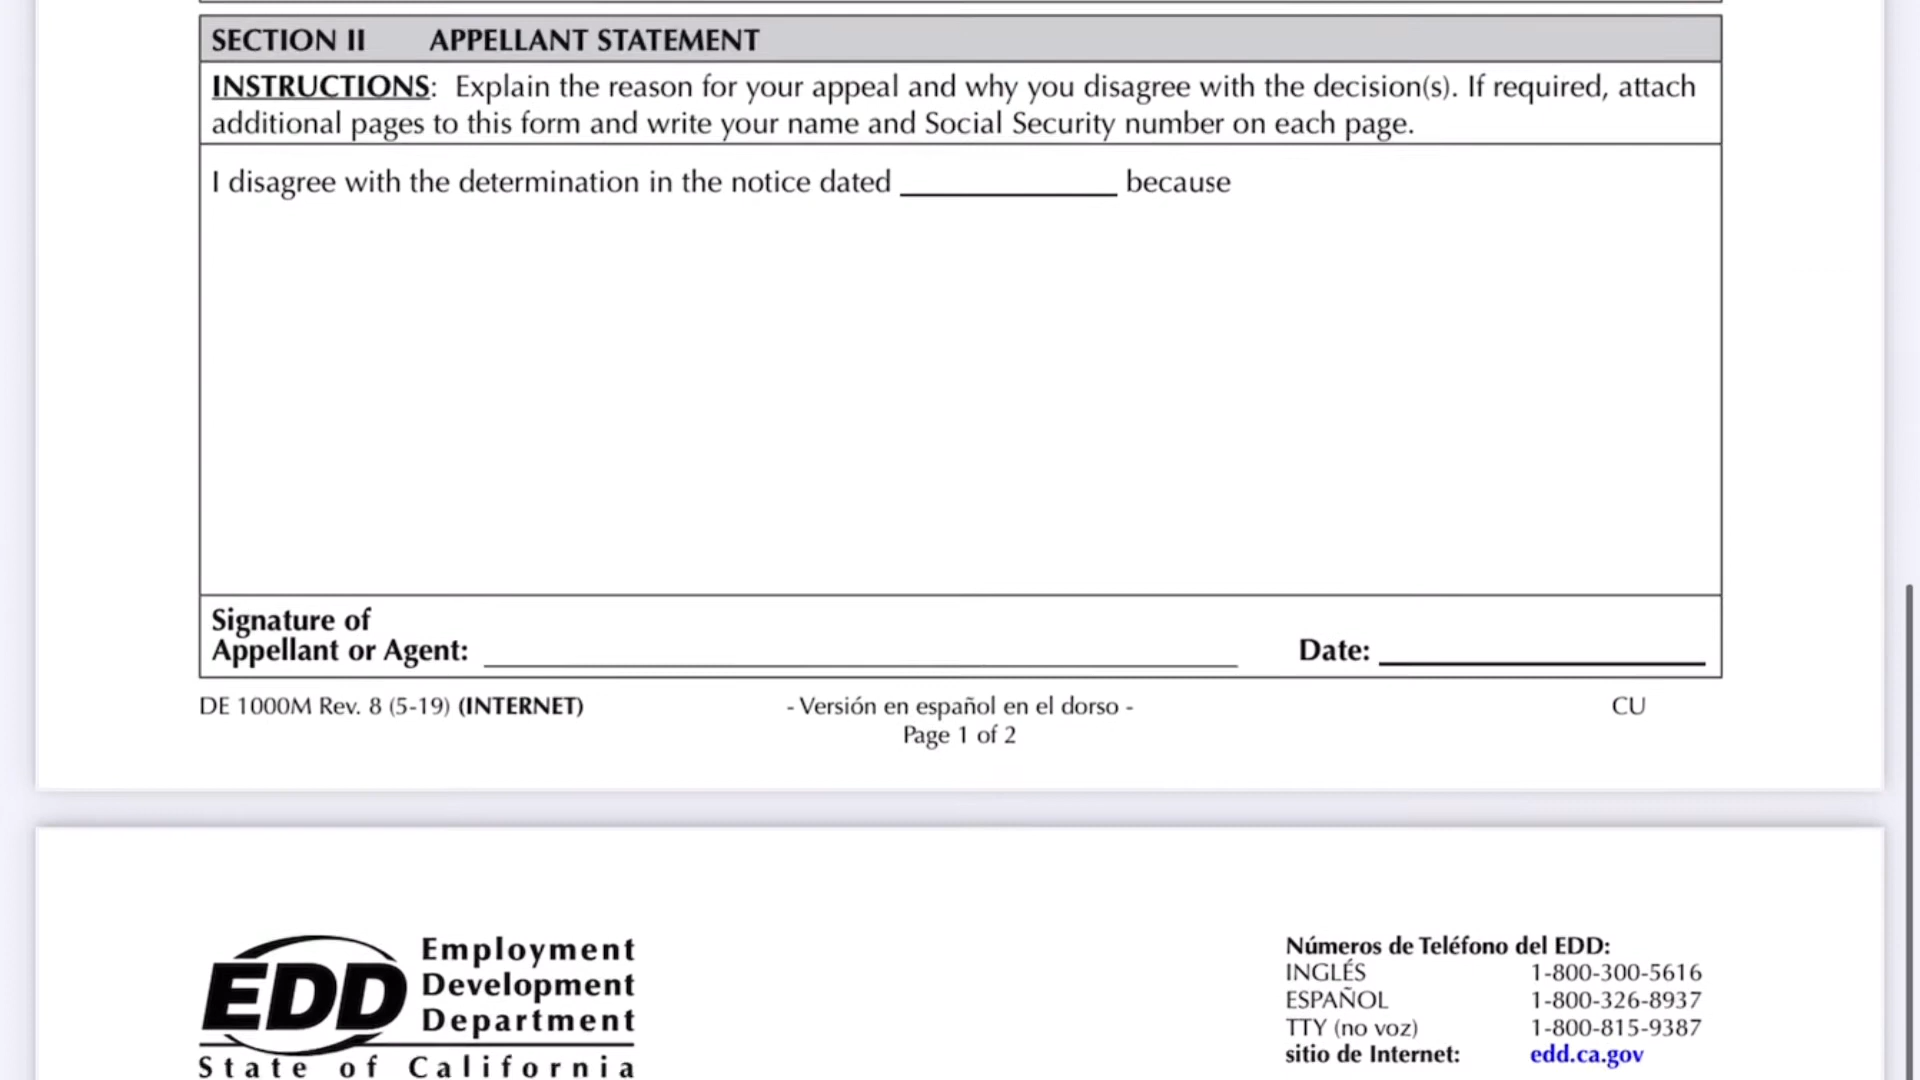 SECTION II APPELLANT STATEMENT
INSTRUCTIONS: Explain the reason for your appeal and why you disagree with the decision(s). If required, attach
additional pages to this form and write your name and Social Security number on each page.
I disagree with the determination in the notice dated ______________ because
Signature of
Appellant or Agent: ______________ Date: ______________
DE 1000M Rev. 8 (5-19) (INTERNET) - Versión en español en el dorso - CU
Page 1 of 2
EDD
Employment
Development
Department
State of California
Números de Teléfono del EDD:
INGLÉS 1-800-300-5616
ESPAÑOL 1-800-326-8937
TTY (no voz) 1-800-815-9387
sitio de Internet: edd.ca.gov